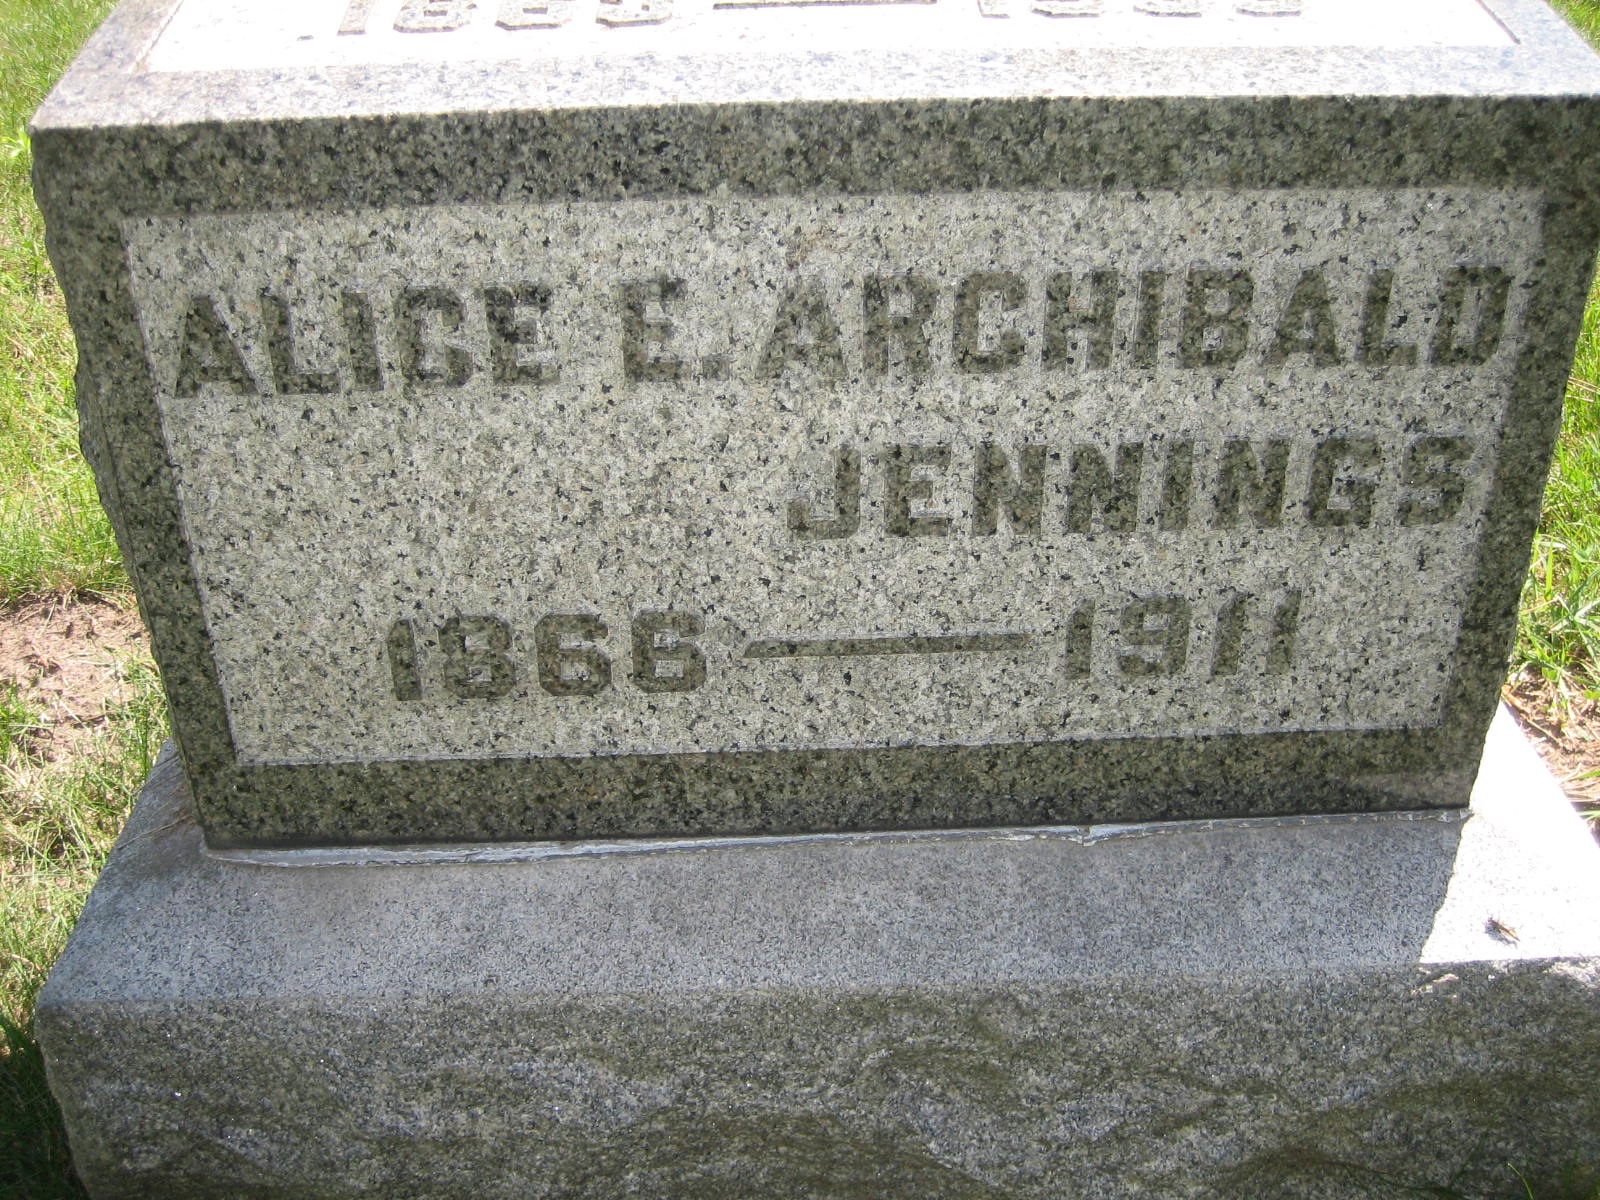 ALICE E. ARCHIBALD
JENNINGS
1866 — 1911